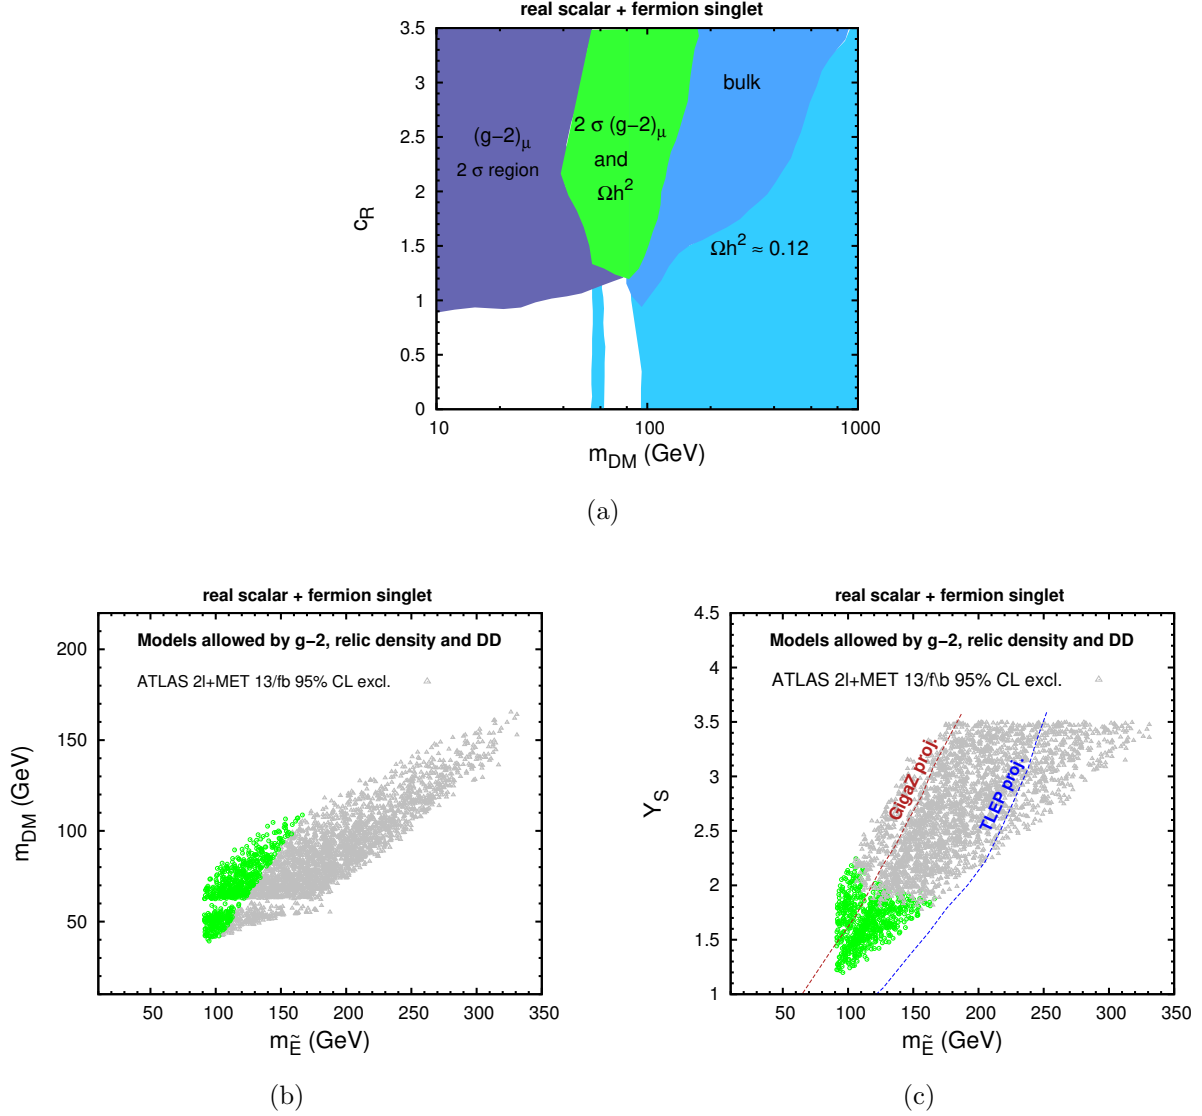 real scalar + fermion singlet
3.5
3
2.5
2
1.5
1
0.5
0
c_R
(g−2)_μ
2 σ region
2 σ (g−2)_μ
and
Ωh^2
bulk
Ωh^2 ≈ 0.12
10
100
1000
m_DM (GeV)
(a)
real scalar + fermion singlet
Models allowed by g−2, relic density and DD
ATLAS 2l+MET 13/fb 95% CL excl.
200
150
100
50
m_DM (GeV)
50
100
150
200
250
300
350
m_Ẽ (GeV)
(b)
real scalar + fermion singlet
Models allowed by g−2, relic density and DD
ATLAS 2l+MET 13/f\b 95% CL excl.
4.5
4
3.5
3
2.5
2
1.5
1
Y_S
GigaZ proj.
TLEP proj.
50
100
150
200
250
300
350
m_Ẽ (GeV)
(c)